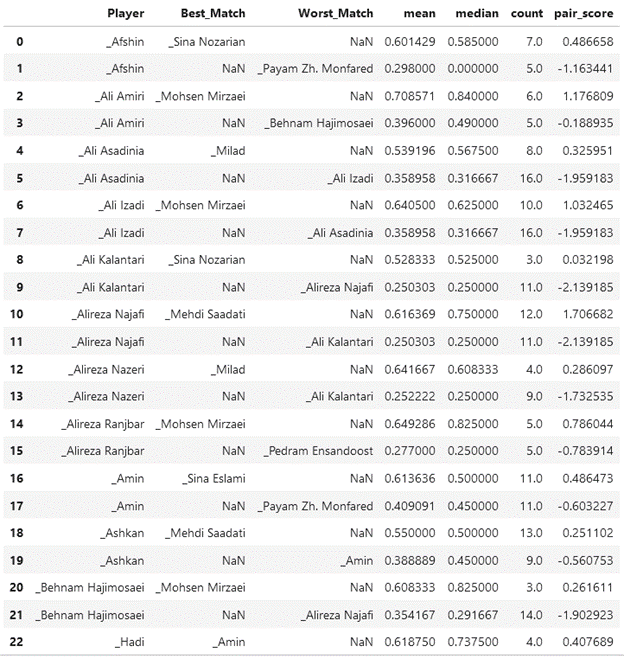 Player Best_Match Worst_Match mean median count pair_score
0 _Afshin _Sina Nozarian NaN 0.601429 0.585000 7.0 0.486658
1 _Afshin NaN _Payam Zh. Monfared 0.298000 0.000000 5.0 -1.163441
2 _Ali Amiri _Mohsen Mirzaei NaN 0.708571 0.840000 6.0 1.176809
3 _Ali Amiri NaN _Behnam Hajimosaei 0.396000 0.490000 5.0 -0.188935
4 _Ali Asadinia _Milad NaN 0.539196 0.567500 8.0 0.325951
5 _Ali Asadinia NaN _Ali Izadi 0.358958 0.316667 16.0 -1.959183
6 _Ali Izadi _Mohsen Mirzaei NaN 0.640500 0.625000 10.0 1.032465
7 _Ali Izadi NaN _Ali Asadinia 0.358958 0.316667 16.0 -1.959183
8 _Ali Kalantari _Sina Nozarian NaN 0.528333 0.525000 3.0 0.032198
9 _Ali Kalantari NaN _Alireza Najafi 0.250303 0.250000 11.0 -2.139185
10 _Alireza Najafi _Mehdi Saadati NaN 0.616369 0.750000 12.0 1.706682
11 _Alireza Najafi NaN _Ali Kalantari 0.250303 0.250000 11.0 -2.139185
12 _Alireza Nazeri _Milad NaN 0.641667 0.608333 4.0 0.286097
13 _Alireza Nazeri NaN _Ali Kalantari 0.252222 0.250000 9.0 -1.732535
14 _Alireza Ranjbar _Mohsen Mirzaei NaN 0.649286 0.825000 5.0 0.786044
15 _Alireza Ranjbar NaN _Pedram Ensandoost 0.277000 0.250000 5.0 -0.783914
16 _Amin _Sina Eslami NaN 0.613636 0.500000 11.0 0.486473
17 _Amin NaN _Payam Zh. Monfared 0.409091 0.450000 11.0 -0.603227
18 _Ashkan _Mehdi Saadati NaN 0.550000 0.500000 13.0 0.251102
19 _Ashkan NaN _Amin 0.388889 0.450000 9.0 -0.560753
20 _Behnam Hajimosaei _Mohsen Mirzaei NaN 0.608333 0.825000 3.0 0.261611
21 _Behnam Hajimosaei NaN _Alireza Najafi 0.354167 0.291667 14.0 -1.902923
22 _Hadi _Amin NaN 0.618750 0.737500 4.0 0.407689